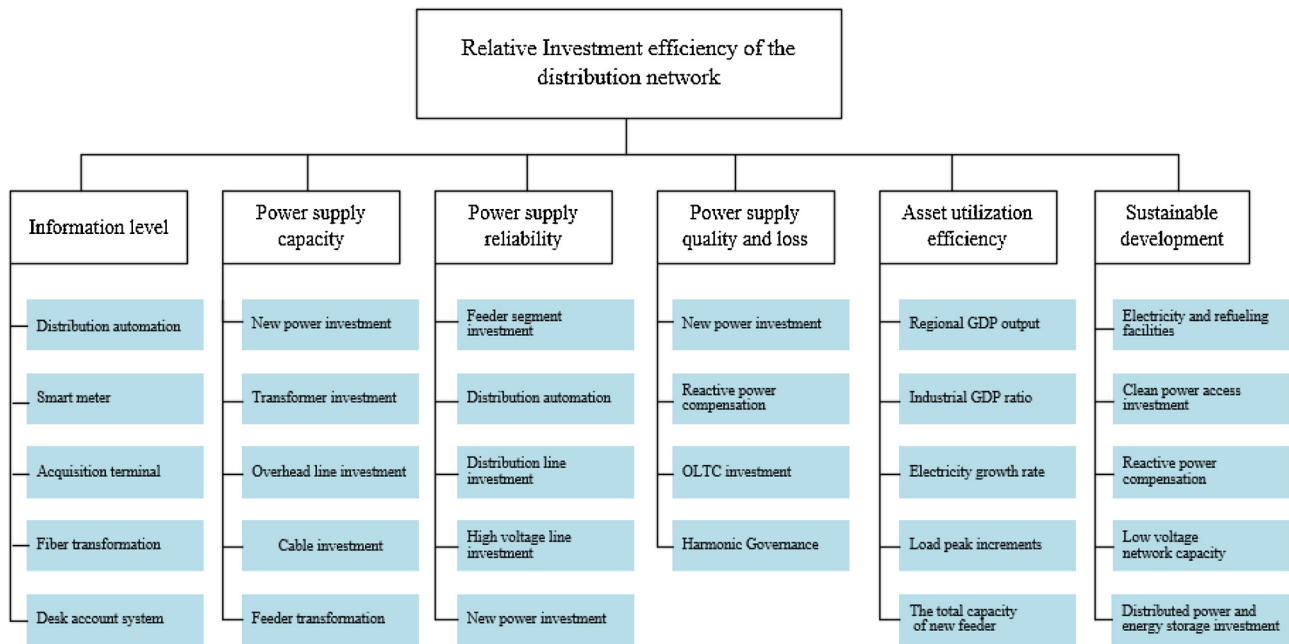 Relative Investment efficiency of the
distribution network
Information level
Distribution automation
Smart meter
Acquisition terminal
Fiber transformation
Desk account system
Power supply
capacity
New power investment
Transformer investment
Overhead line investment
Cable investment
Feeder transformation
Power supply
reliability
Feeder segment
investment
Distribution automation
Distribution line
investment
High voltage line
investment
New power investment
Power supply
quality and loss
New power investment
Reactive power
compensation
OLTC investment
Harmonic Governance
Asset utilization
efficiency
Regional GDP output
Industrial GDP ratio
Electricity growth rate
Load peak increments
The total capacity
of new feeder
Sustainable
development
Electricity and refueling
facilities
Clean power access
investment
Reactive power
compensation
Low voltage
network capacity
Distributed power and
energy storage investment